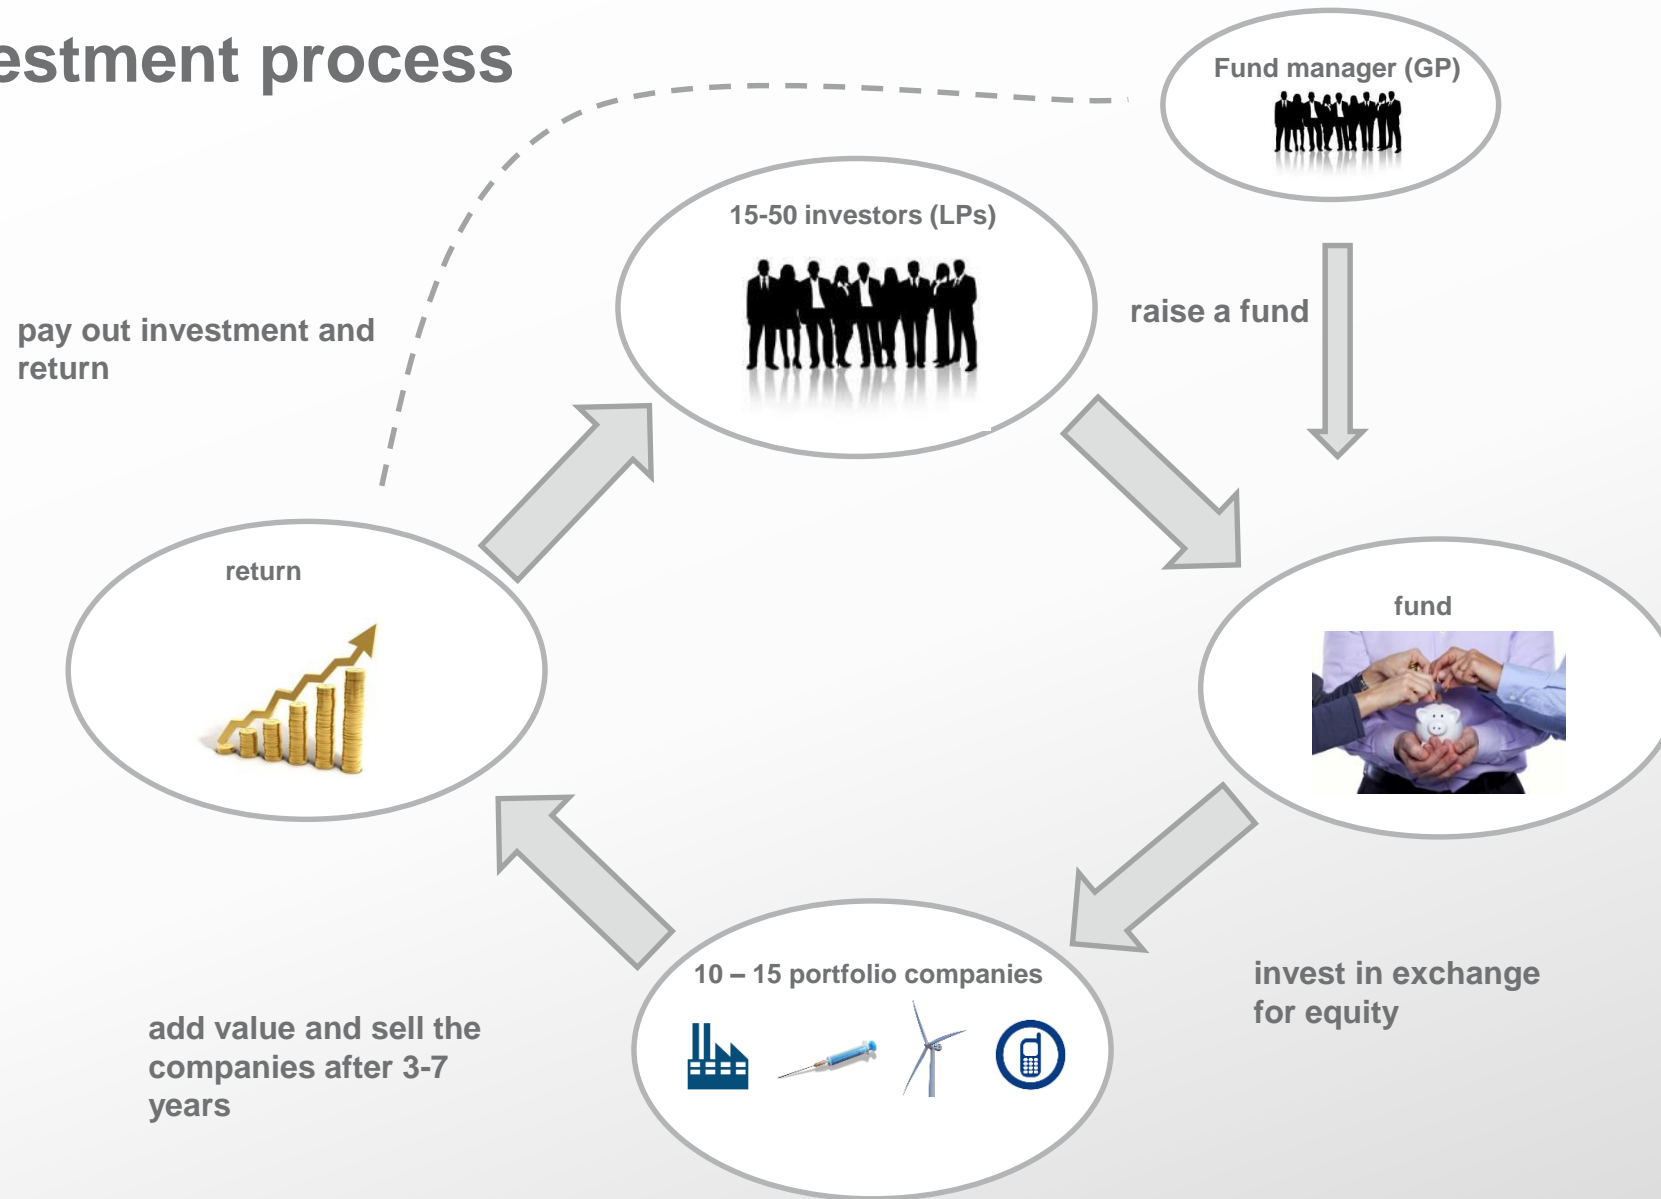 estment process
Fund manager (GP)
15-50 investors (LPs)
raise a fund
pay out investment and
return
return
fund
10 – 15 portfolio companies
invest in exchange
for equity
add value and sell the
companies after 3-7
years